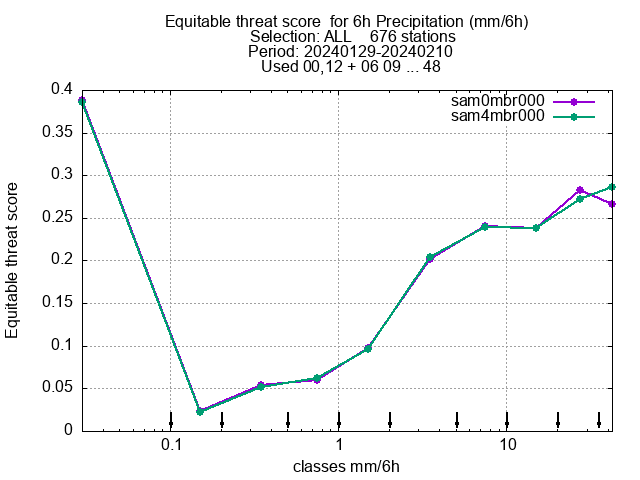 Equitable threat score  for 6h Precipitation (mm/6h)
Selection: ALL    676 stations
Period: 20240129-20240210
Used 00,12 + 06 09 ... 48
sam0mbr000
sam4mbr000
Equitable threat score
0.4
0.35
0.3
0.25
0.2
0.15
0.1
0.05
0
0.1
1
10
classes mm/6h